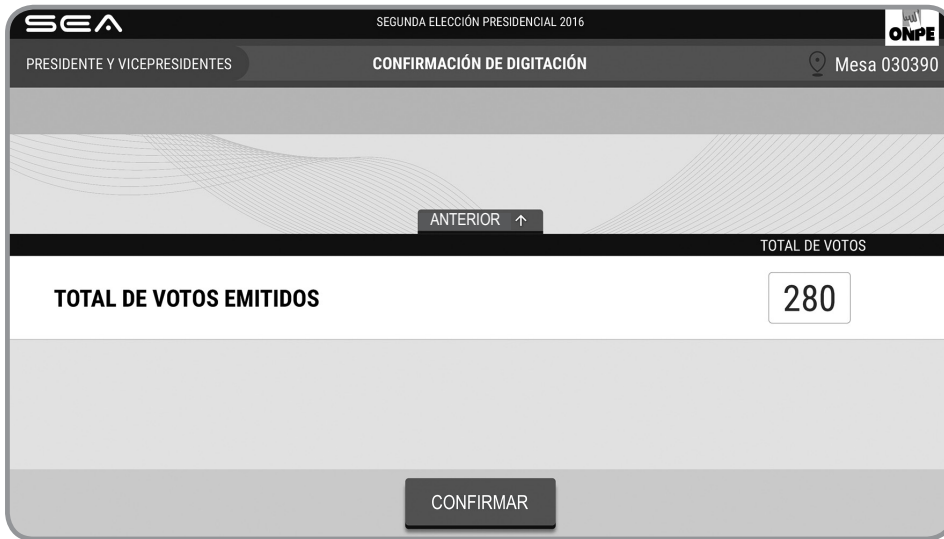 SEA
SEGUNDA ELECCIÓN PRESIDENCIAL 2016
ONPE
PRESIDENTE Y VICEPRESIDENTES
CONFIRMACIÓN DE DIGITACIÓN
Mesa 030390
ANTERIOR ↑
TOTAL DE VOTOS
TOTAL DE VOTOS EMITIDOS
280
CONFIRMAR